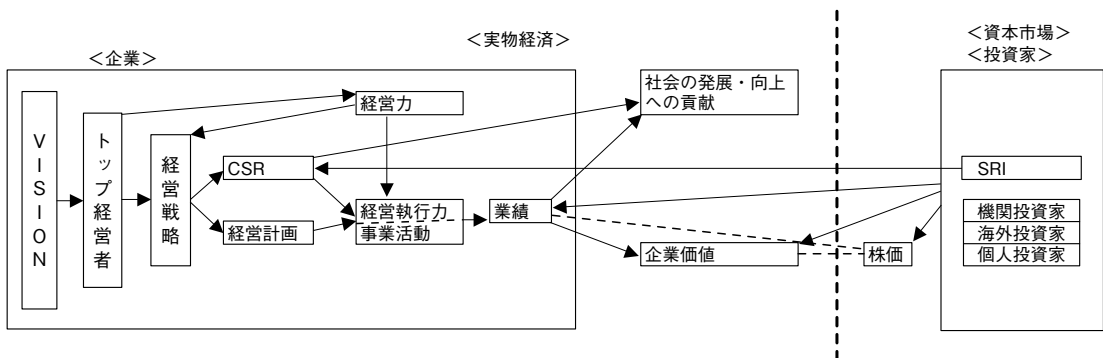 ＜実物経済＞
＜資本市場＞
＜投資家＞
＜企業＞
VISION
トップ経営者
経営戦略
経営力
CSR
経営計画
経営執行力
事業活動
業績
社会の発展・向上
への貢献
企業価値
株価
SRI
機関投資家
海外投資家
個人投資家